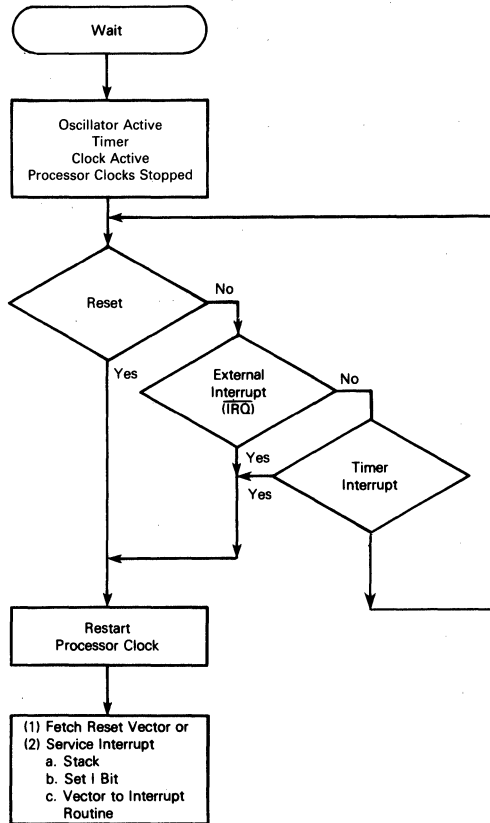 Wait
Oscillator Active
Timer
Clock Active
Processor Clocks Stopped
Reset
No
Yes
External
Interrupt
(IRQ)
No
Yes
Timer
Interrupt
Yes
Restart
Processor Clock
(1) Fetch Reset Vector or
(2) Service Interrupt
a. Stack
b. Set I Bit
c. Vector to Interrupt
Routine